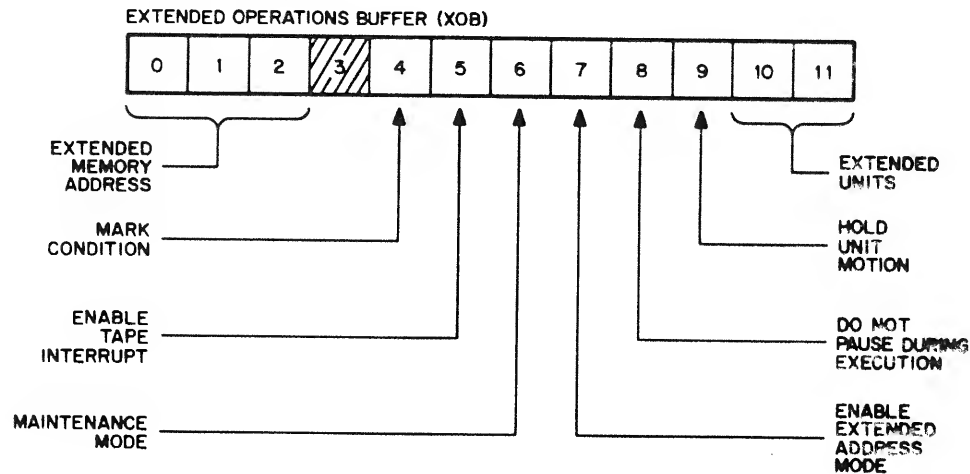 EXTENDED OPERATIONS BUFFER (XOB)
0 1 2 3 4 5 6 7 8 9 10 11
EXTENDED
MEMORY
ADDRESS
EXTENDED
UNITS
MARK
CONDITION
HOLD
UNIT
MOTION
ENABLE
TAPE
INTERRUPT
DO NOT
PAUSE DURING
EXECUTION
MAINTENANCE
MODE
ENABLE
EXTENDED
ADDRESS
MODE